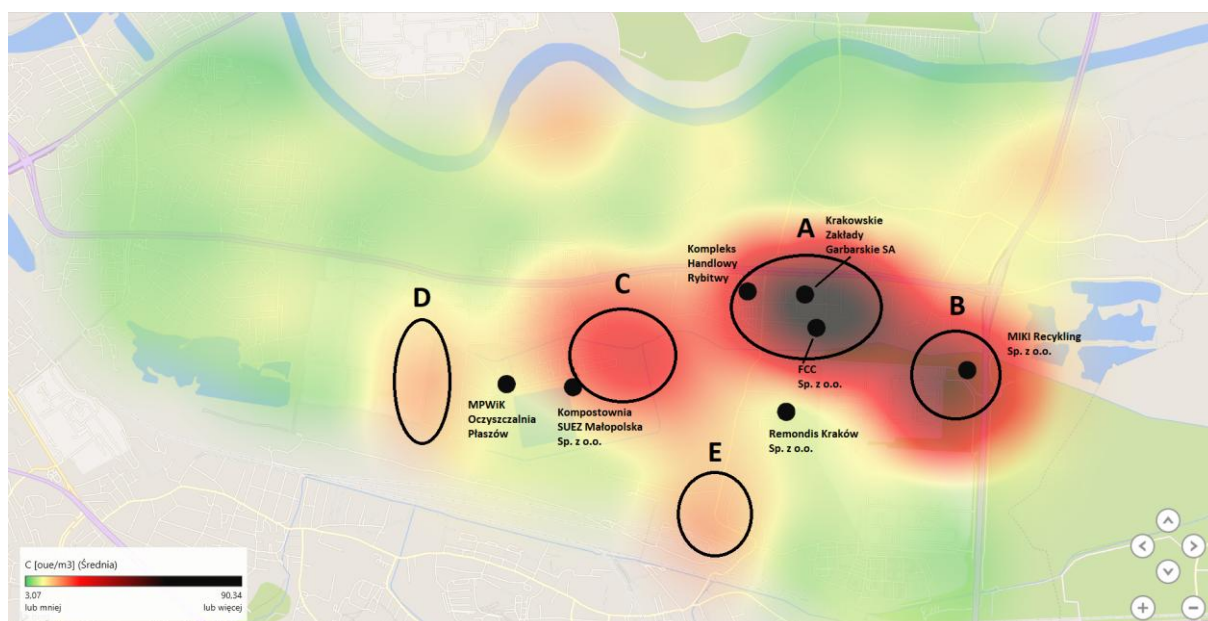 A
Krakowskie
Zakłady
Garbarskie SA
Kompleks
Handlowy
Rybitwy
C
D
B
MIKI Recykling
Sp. z o.o.
FCC
Sp. z o.o.
MPWiK
Oczyszczalnia
Płaszów
Kompostownia
SUEZ Małopolska
Sp. z o.o.
Remondis Kraków
Sp. z o.o.
E
C [oue/m3] (Średnia)
3,07 90,34
lub mniej lub więcej